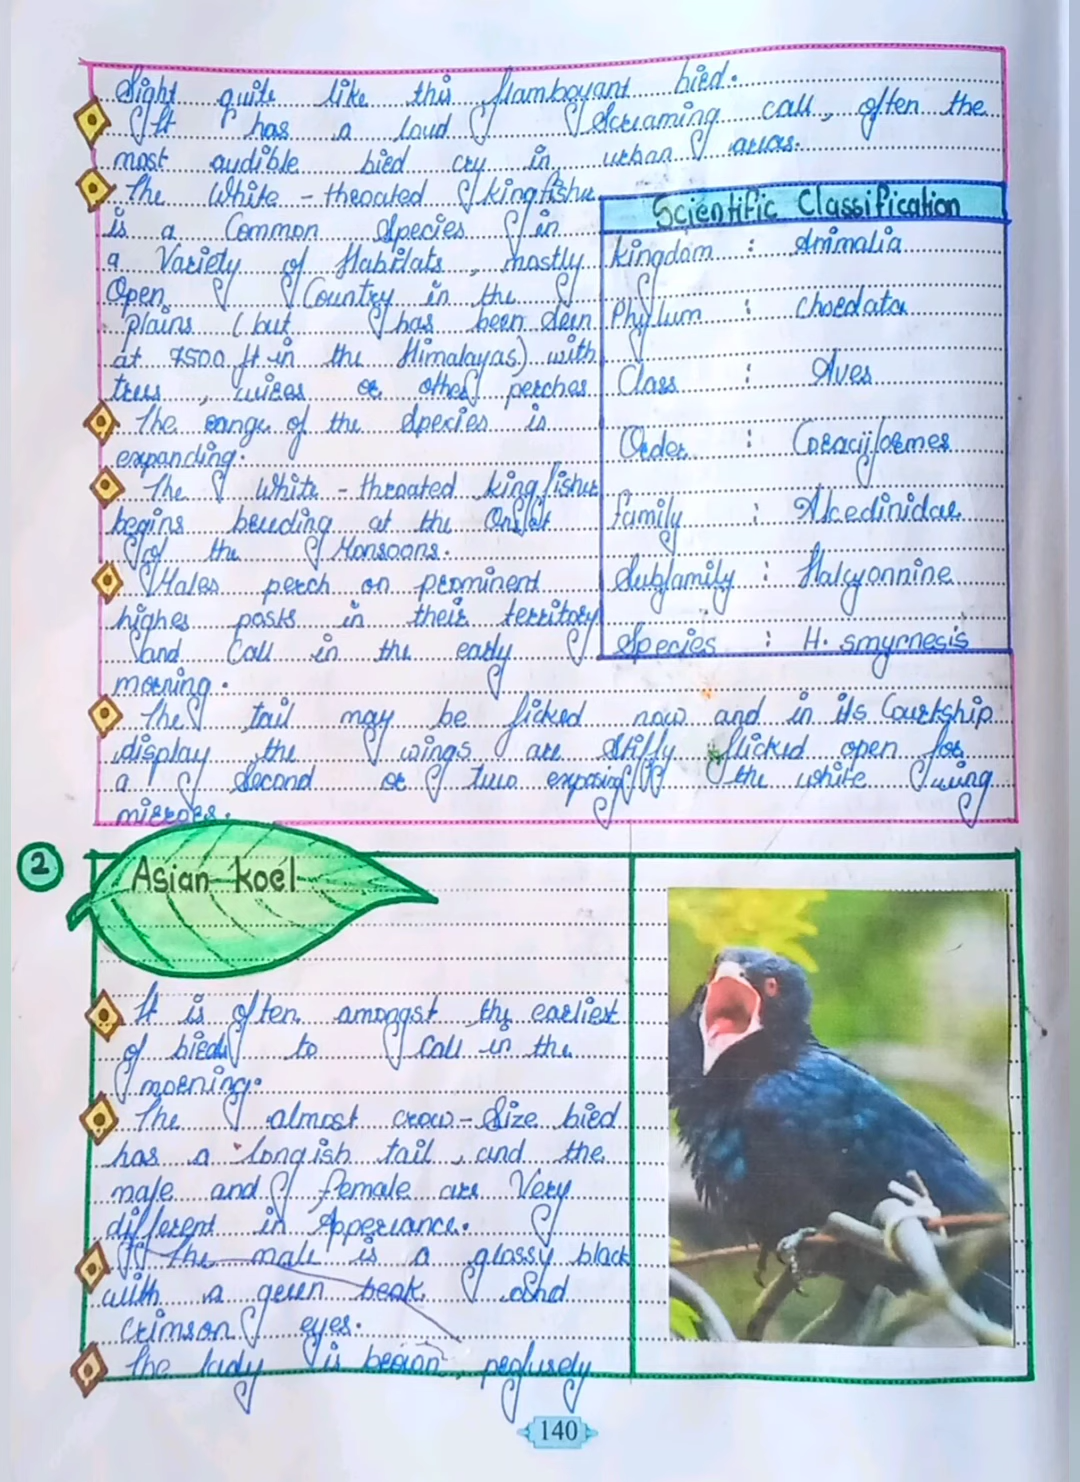 Sight quite like this flamboyant bird.
It has a loud Screaming call, often the
most audible bird cry in urban areas.
The White-throated kingfisher
is a Common Species in
a Variety of Habitats, mostly
Open Country in the
plains (but has been seen
at 7500 ft in the Himalayas) with
trees, wires or other perches
The range of the Species is
expanding.
The White-throated kingfisher
begins breeding at the Onset
of the Monsoons.
Males perch on prominent
highes posts in their territory
and Call in the early
morning.
The tail may be ficked now and in its Courtship
display the wings are Stiffy flicked open for
a Second or two exposing the white wing
mirrors.
Scientific Classification
Kingdom : Animalia
Phyllum : Chordata
Class : Aves
Order : Coraciiformes
family : Alcedinidae
Subfamily : Halcyonnine
Species : H. smyrnesis
2
Asian koel
It is often amongst the earliest
of birds to call in the
morning.
The almost crow-Size bird
has a longish tail, and the
male and female are Very
different in Apperiance.
The male is a glossy black
with a green beak and
Crimson eyes.
The lady is brown, profusely
140